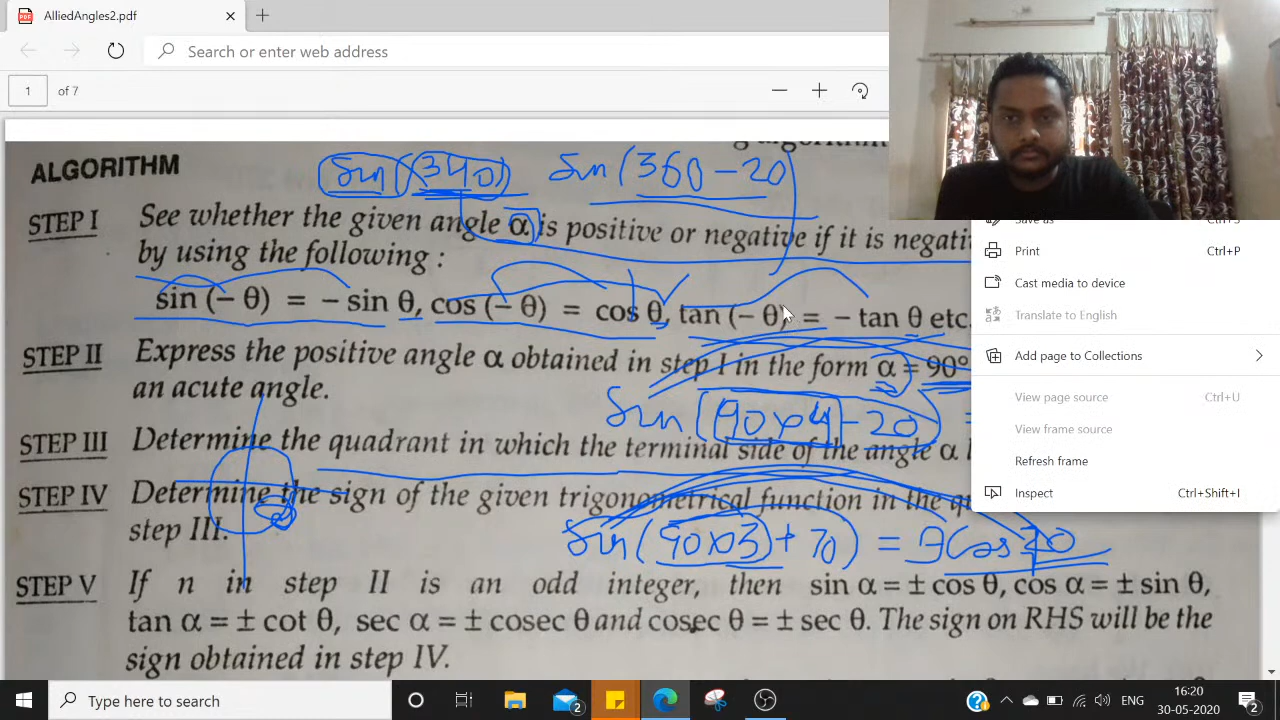 AlliedAngles2.pdf
Search or enter web address
1 of 7
ALGORITHM
sin (340) sin (360 - 20
STEP I See whether the given angle α is positive or negative if it is negati
by using the following :
sin (– θ) = – sin θ, cos (– θ) = cos θ, tan (– θ) = – tan θ etc.
STEP II Express the positive angle α obtained in step I in the form α = 90°
an acute angle.
sin (90×4 - 20) =
STEP III Determine the quadrant in which the terminal side of the angle α
STEP IV Determine the sign of the given trigonometrical function in the qu
step III.
sin (90×3 + 70) = cos 70
STEP V If n in step II is an odd integer, then sin α = ± cos θ, cos α = ± sin θ,
tan α = ± cot θ, sec α = ± cosec θ and cosec θ = ± sec θ. The sign on RHS will be the
sign obtained in step IV.
Save as Ctrl+S
Print Ctrl+P
Cast media to device
Translate to English
Add page to Collections
View page source Ctrl+U
View frame source
Refresh frame
Inspect Ctrl+Shift+I
Type here to search
2
ENG
16:20
30-05-2020
2